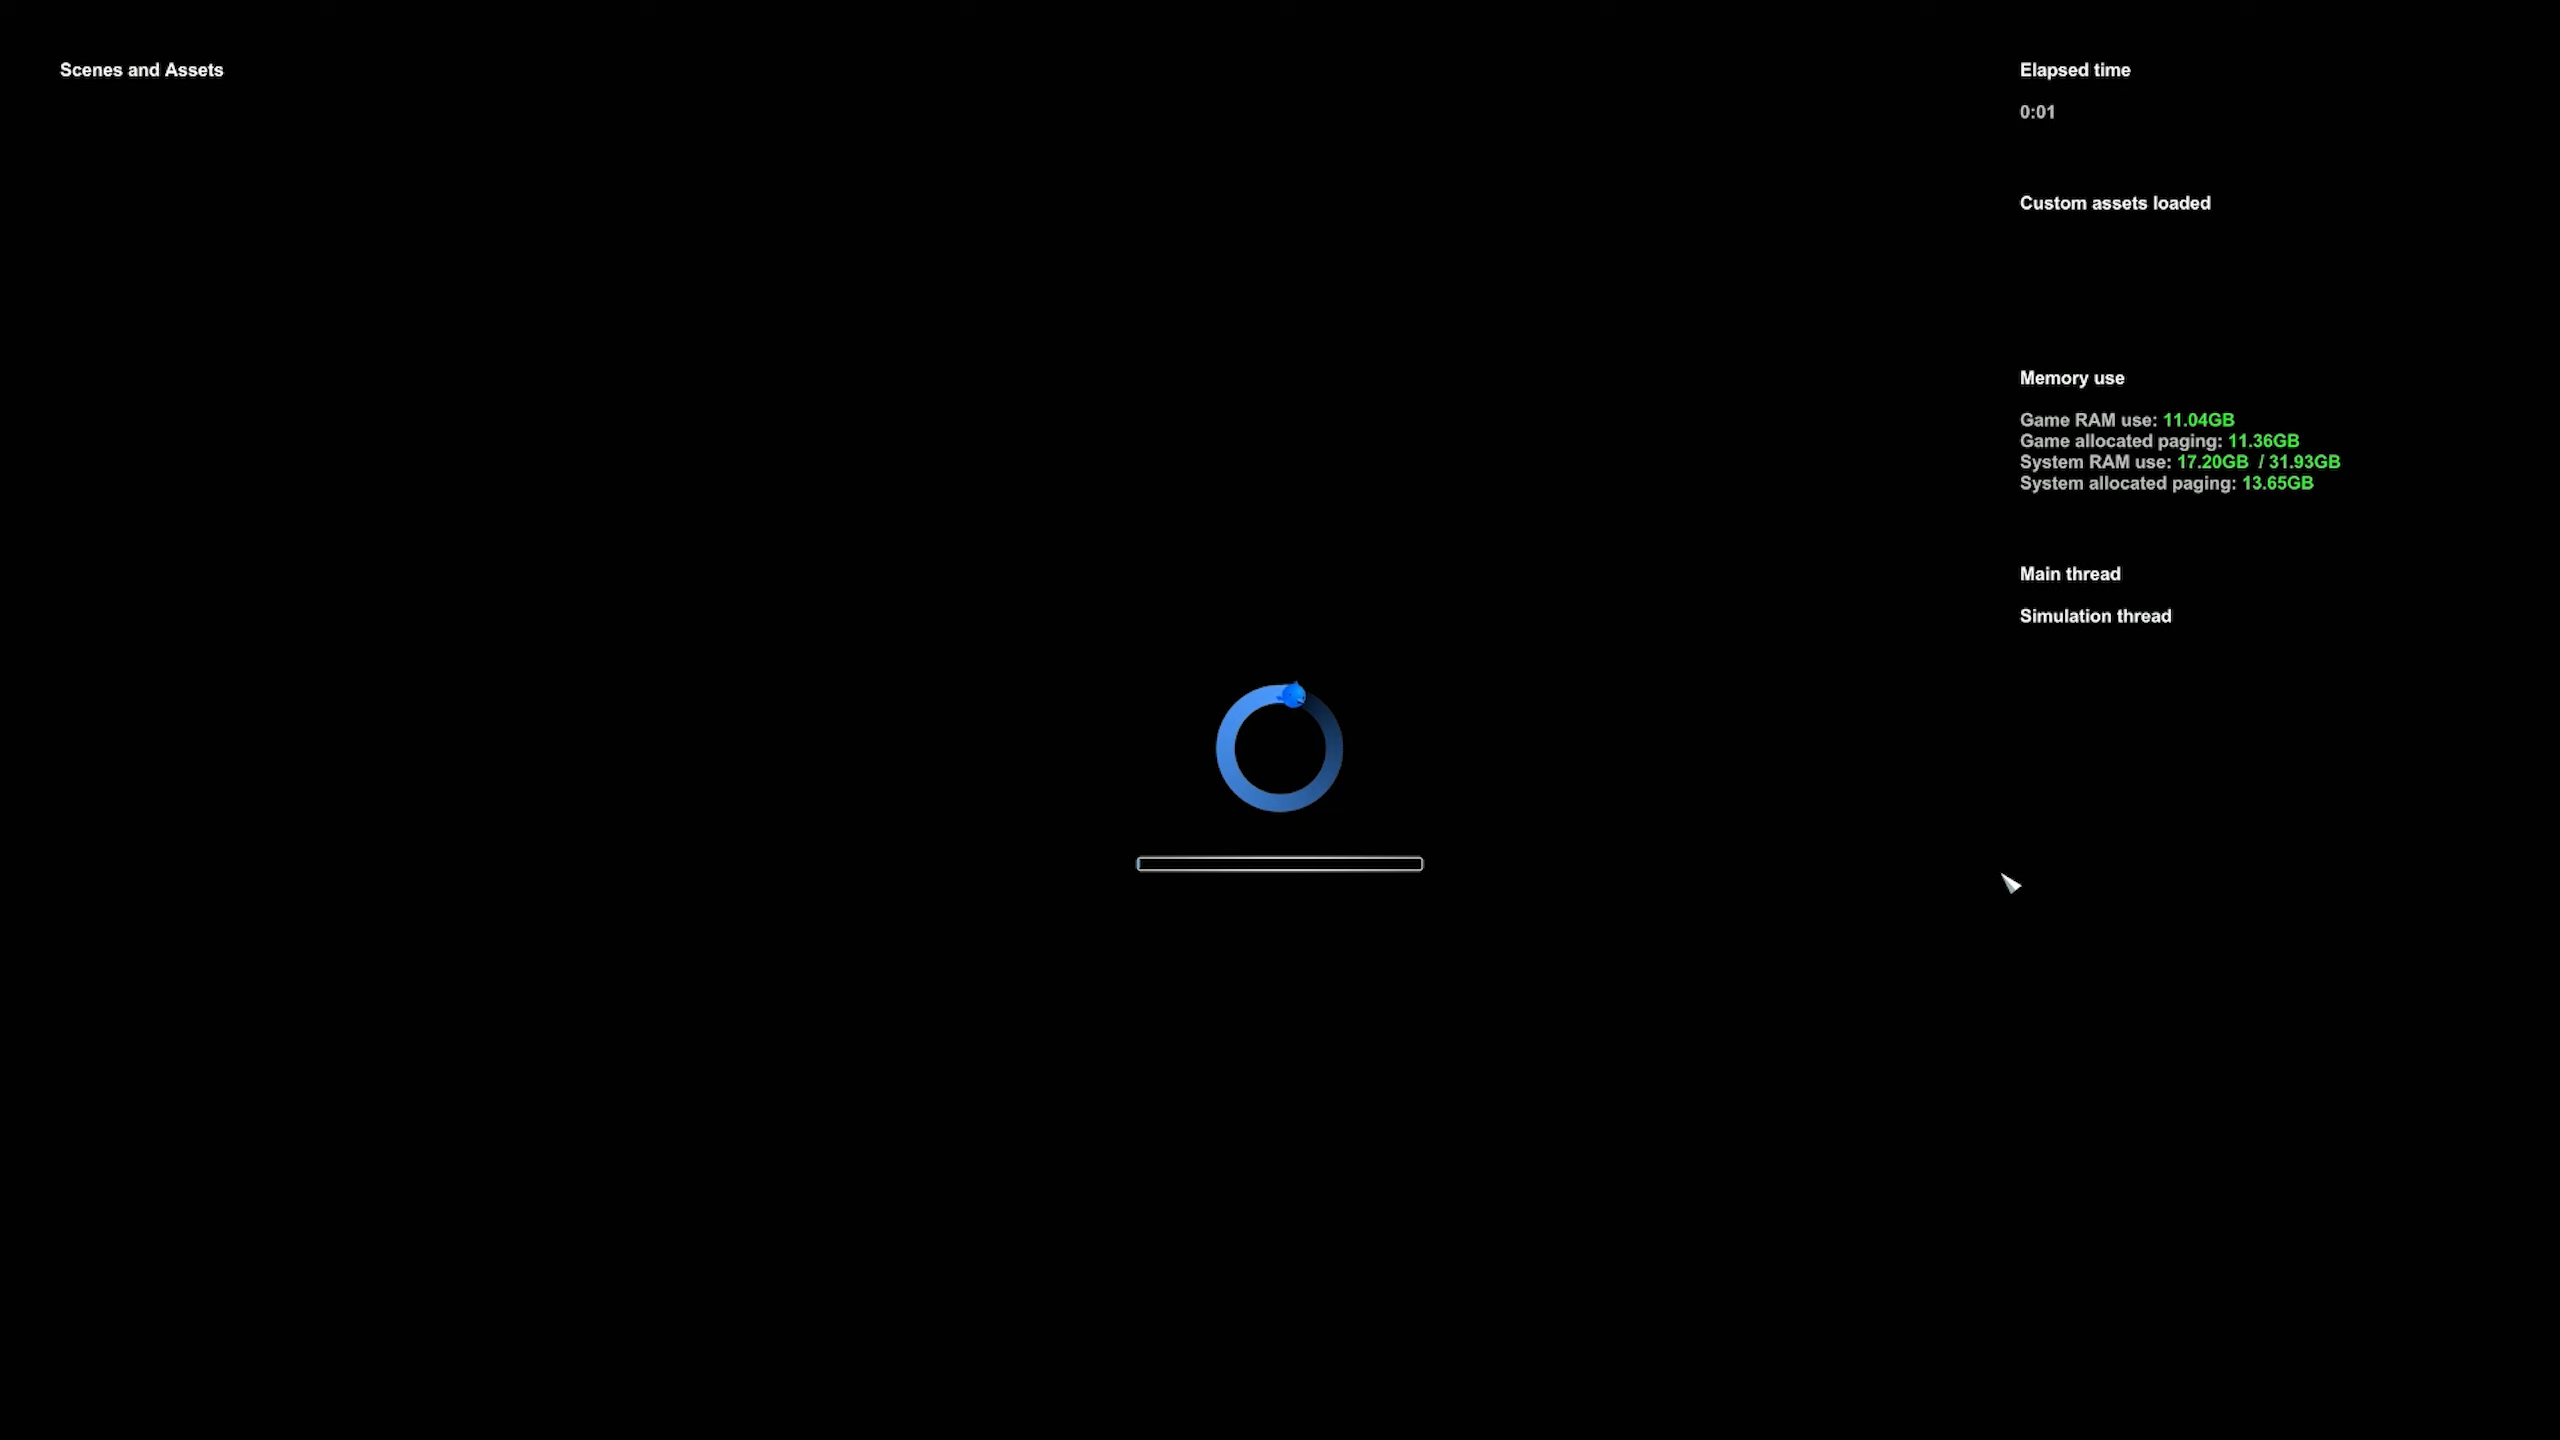 Scenes and Assets
Elapsed time
0:01
Custom assets loaded
Memory use
Game RAM use: 11.04GB
Game allocated paging: 11.36GB
System RAM use: 17.20GB / 31.93GB
System allocated paging: 13.65GB
Main thread
Simulation thread